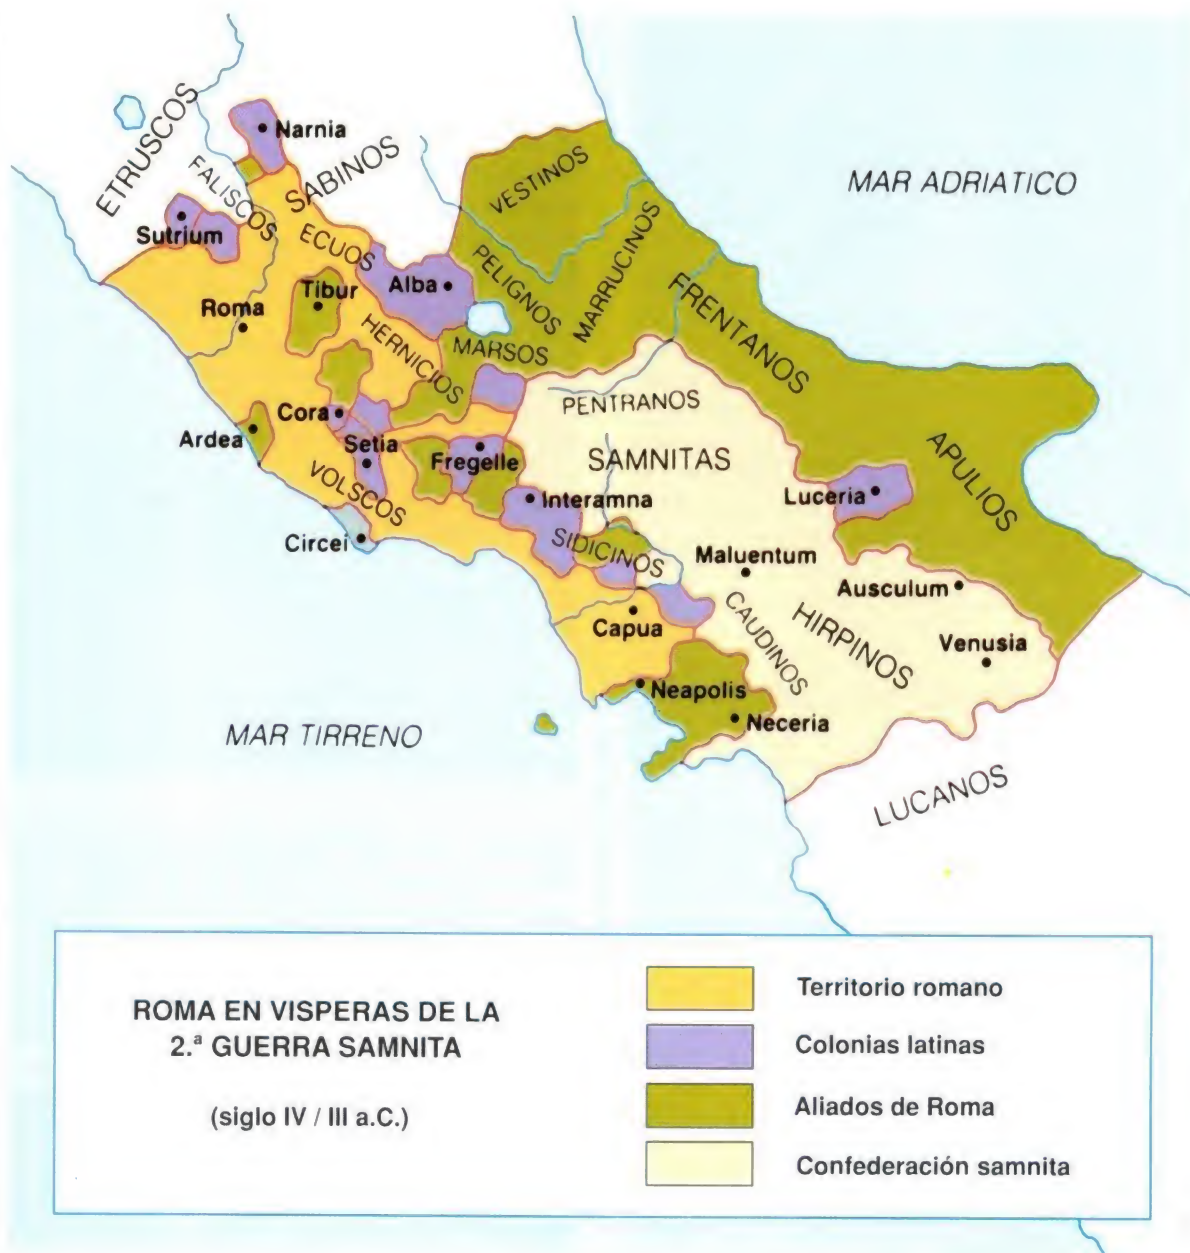 ETRUSCOS
Narnia
FALISCOS
SABINOS
VESTINOS
MAR ADRIATICO
Sutrium
ECUOS
PELIGNOS
MARRUCINOS
Alba
Tibur
Roma
FRENTANOS
HERNICIOS
MARSOS
PENTRANOS
Cora
Ardea
Setia
Fregelle
SAMNITAS
APULIOS
VOLSCOS
Interamna
Luceria
Circei
SIDICINOS
Maluentum
Ausculum
CAUDINOS
HIRPINOS
Capua
Venusia
Neapolis
Neceria
MAR TIRRENO
LUCANOS
ROMA EN VISPERAS DE LA
2.ª GUERRA SAMNITA
(siglo IV / III a.C.)
Territorio romano
Colonias latinas
Aliados de Roma
Confederación samnita